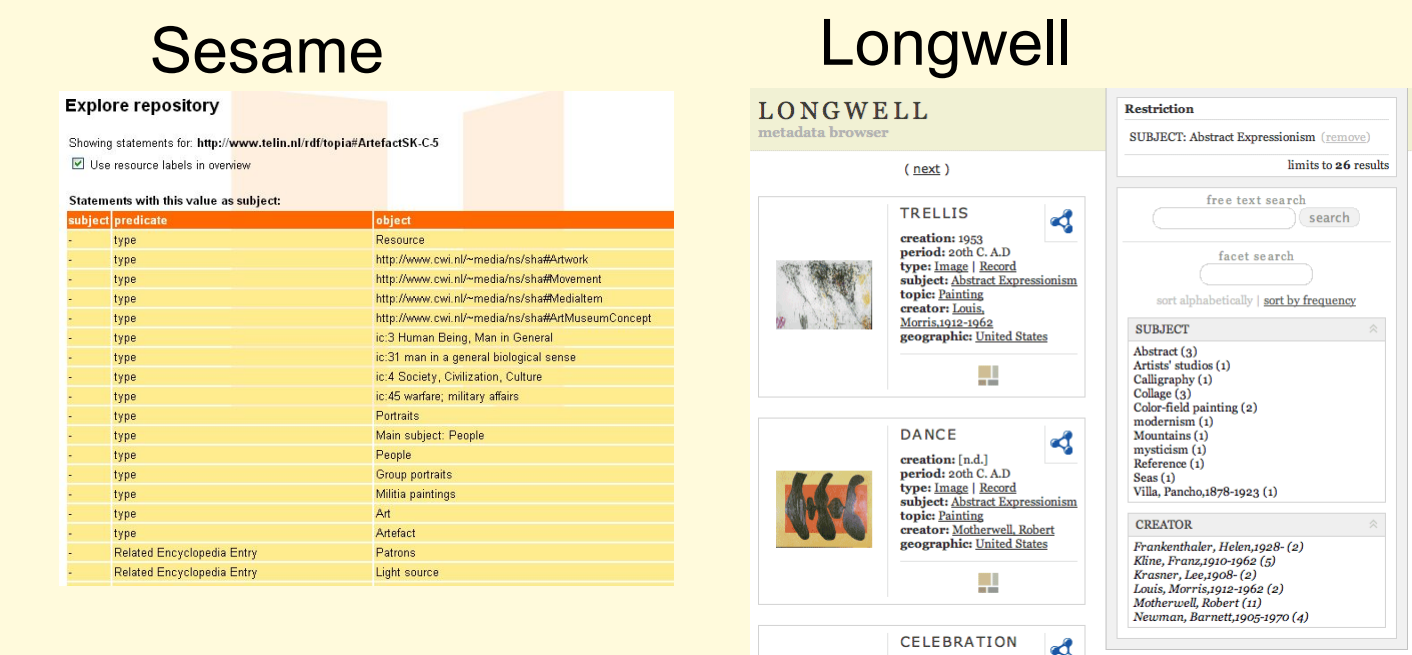 Sesame
Explore repository
Showing statements for: http://www.telin.nl/rdf/topia#ArtefactSK-C-5
Use resource labels in overview
Statements with this value as subject:
subject predicate object
- type Resource
- type http://www.cwi.nl/~media/ns/sha#Artwork
- type http://www.cwi.nl/~media/ns/sha#Movement
- type http://www.cwi.nl/~media/ns/sha#MediaItem
- type http://www.cwi.nl/~media/ns/sha#ArtMuseumConcept
- type ic:3 Human Being, Man in General
- type ic:31 man in a general biological sense
- type ic:4 Society, Civilization, Culture
- type ic:45 warfare; military affairs
- type Portraits
- type Main subject: People
- type People
- type Group portraits
- type Militia paintings
- type Art
- type Artefact
- Related Encyclopedia Entry Patrons
- Related Encyclopedia Entry Light source
Longwell
LONGWELL
metadata browser
( next )
TRELLIS
creation: 1953
period: 20th C. A.D
type: Image | Record
subject: Abstract Expressionism
topic: Painting
creator: Louis,
Morris,1912-1962
geographic: United States
DANCE
creation: [n.d.]
period: 20th C. A.D
type: Image | Record
subject: Abstract Expressionism
topic: Painting
creator: Motherwell, Robert
geographic: United States
CELEBRATION
Restriction
SUBJECT: Abstract Expressionism (remove)
limits to 26 results
free text search
search
facet search
sort alphabetically | sort by frequency
SUBJECT
Abstract (3)
Artists' studios (1)
Calligraphy (1)
Collage (3)
Color-field painting (2)
modernism (1)
Mountains (1)
mysticism (1)
Reference (1)
Seas (1)
Villa, Pancho,1878-1923 (1)
CREATOR
Frankenthaler, Helen,1928- (2)
Kline, Franz,1910-1962 (5)
Krasner, Lee,1908- (2)
Louis, Morris,1912-1962 (2)
Motherwell, Robert (11)
Newman, Barnett,1905-1970 (4)